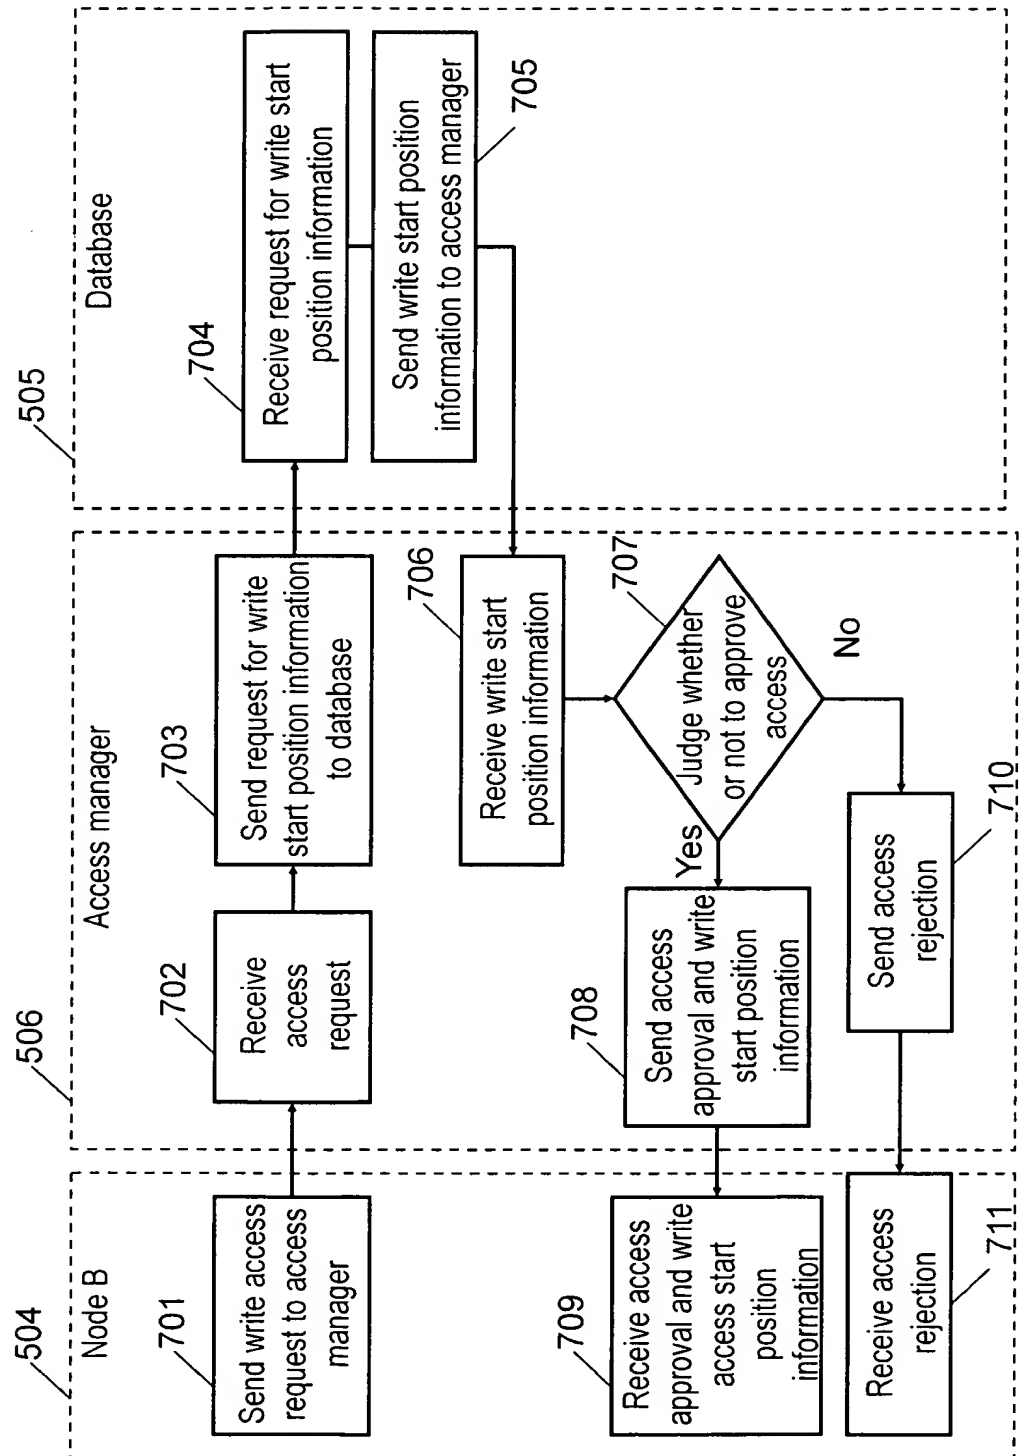 504
Node B
701
Send write access
request to access
manager
709
Receive access
approval and write
access start
position
information
Receive access
rejection
711
506
Access manager
702
Receive
access
request
703
Send request for write
start position information
to database
706
Receive write start
position information
707
Judge whether
or not to approve
access
Yes
No
708
Send access
approval and write
start position
information
Send access
rejection
710
505
Database
704
Receive request for write start
position information
Send write start position
information to access manager
705